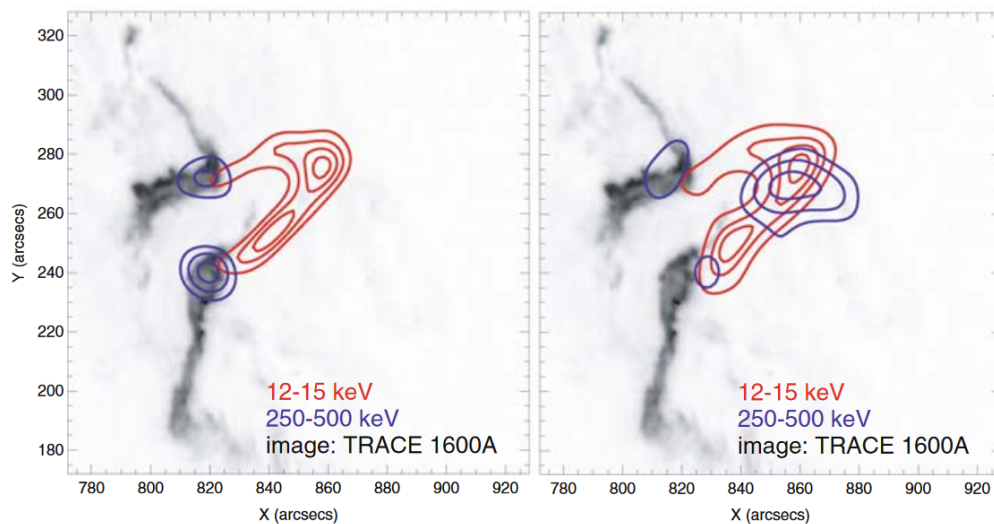 320
300
280
260
240
220
200
180
Y (arcsecs)
12-15 keV
250-500 keV
image: TRACE 1600A
780 800 820 840 860 880 900 920
X (arcsecs)
12-15 keV
250-500 keV
image: TRACE 1600A
780 800 820 840 860 880 900 920
X (arcsecs)